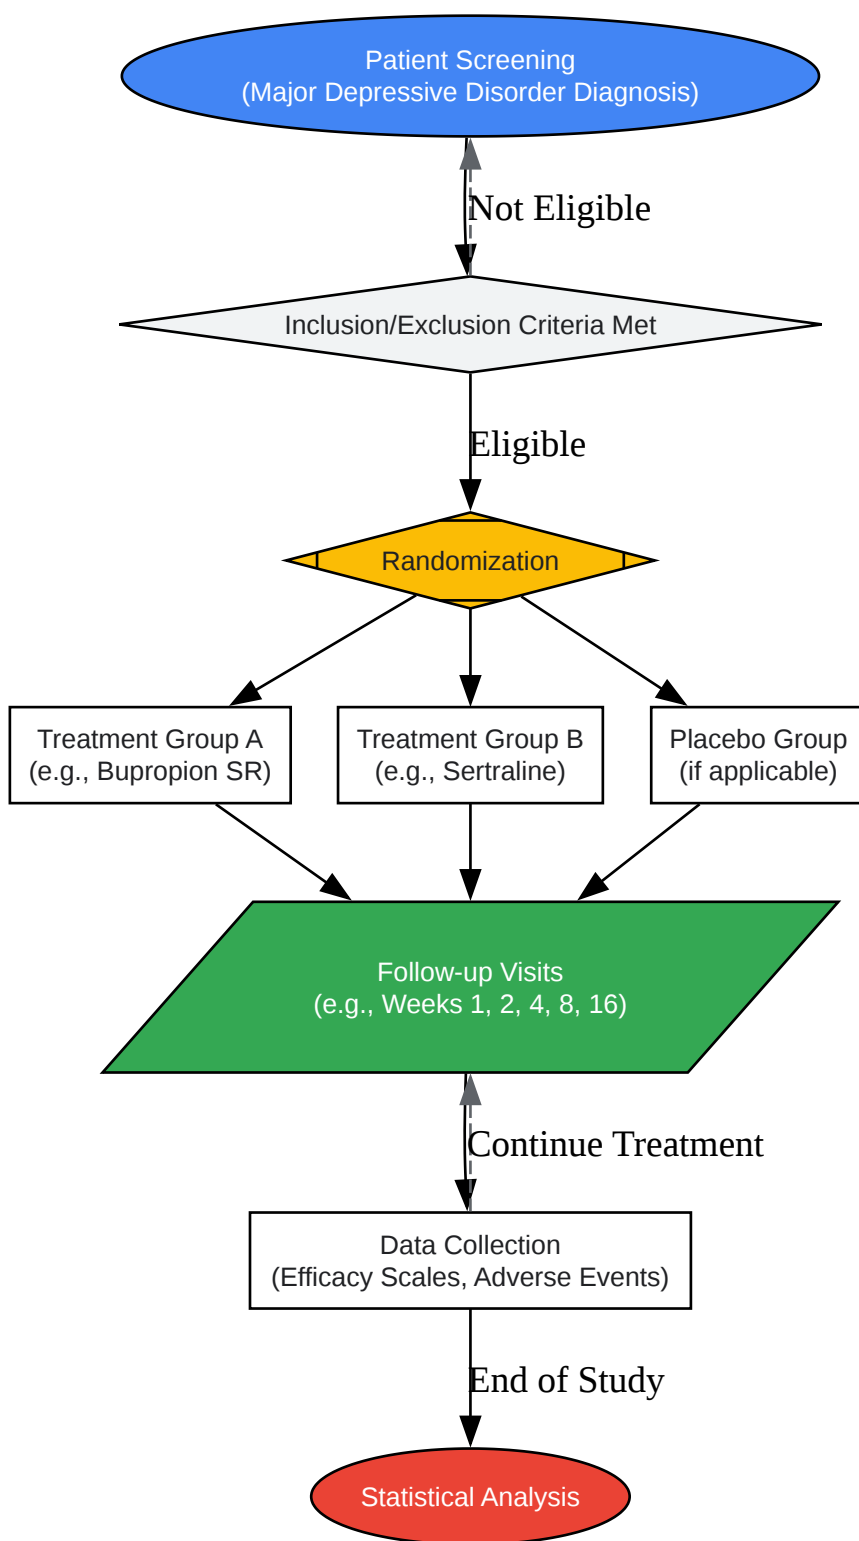 Patient Screening
(Major Depressive Disorder Diagnosis)
Not Eligible
Inclusion/Exclusion Criteria Met
Eligible
Randomization
Treatment Group A
(e.g., Bupropion SR)
Treatment Group B
(e.g., Sertraline)
Placebo Group
(if applicable)
Follow-up Visits
(e.g., Weeks 1, 2, 4, 8, 16)
Continue Treatment
Data Collection
(Efficacy Scales, Adverse Events)
End of Study
Statistical Analysis